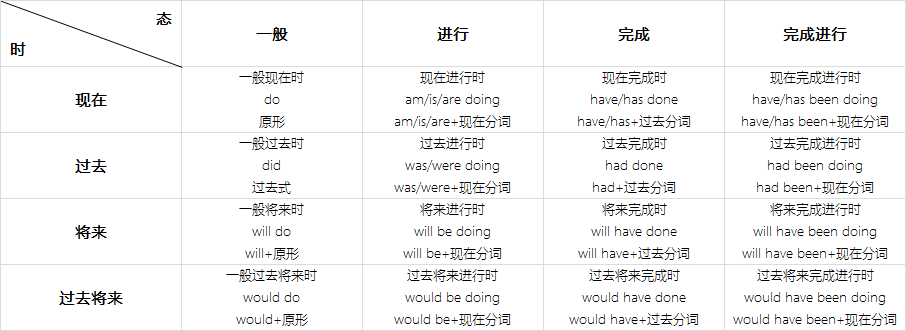 态
时
一般
进行
完成
完成进行
现在
一般现在时
do
原形
现在进行时
am/is/are doing
am/is/are+现在分词
现在完成时
have/has done
have/has+过去分词
现在完成进行时
have/has been doing
have/has been+现在分词
过去
一般过去时
did
过去式
过去进行时
was/were doing
was/were+现在分词
过去完成时
had done
had+过去分词
过去完成进行时
had been doing
had been+现在分词
将来
一般将来时
will do
will+原形
将来进行时
will be doing
will be+现在分词
将来完成时
will have done
will have+过去分词
将来完成进行时
will have been doing
will have been+现在分词
过去将来
一般过去将来时
would do
would+原形
过去将来进行时
would be doing
would be+现在分词
过去将来完成时
would have done
would have+过去分词
过去将来完成进行时
would have been doing
would have been+现在分词